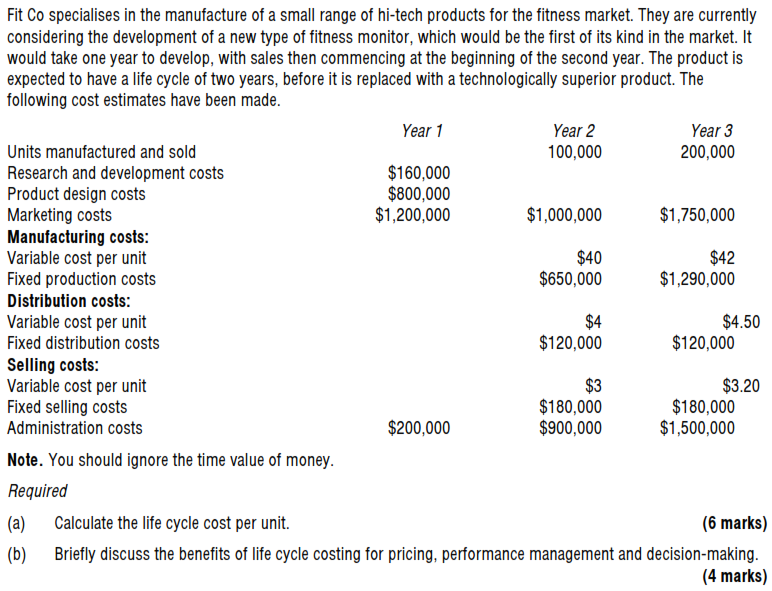 Fit Co specialises in the manufacture of a small range of hi-tech products for the fitness market. They are currently
considering the development of a new type of fitness monitor, which would be the first of its kind in the market. It
would take one year to develop, with sales then commencing at the beginning of the second year. The product is
expected to have a life cycle of two years, before it is replaced with a technologically superior product. The
following cost estimates have been made.
Year 1 Year 2 Year 3
Units manufactured and sold 100,000 200,000
Research and development costs $160,000
Product design costs $800,000
Marketing costs $1,200,000 $1,000,000 $1,750,000
Manufacturing costs:
Variable cost per unit $40 $42
Fixed production costs $650,000 $1,290,000
Distribution costs:
Variable cost per unit $4 $4.50
Fixed distribution costs $120,000 $120,000
Selling costs:
Variable cost per unit $3 $3.20
Fixed selling costs $180,000 $180,000
Administration costs $200,000 $900,000 $1,500,000
Note. You should ignore the time value of money.
Required
(a) Calculate the life cycle cost per unit. (6 marks)
(b) Briefly discuss the benefits of life cycle costing for pricing, performance management and decision-making.
(4 marks)